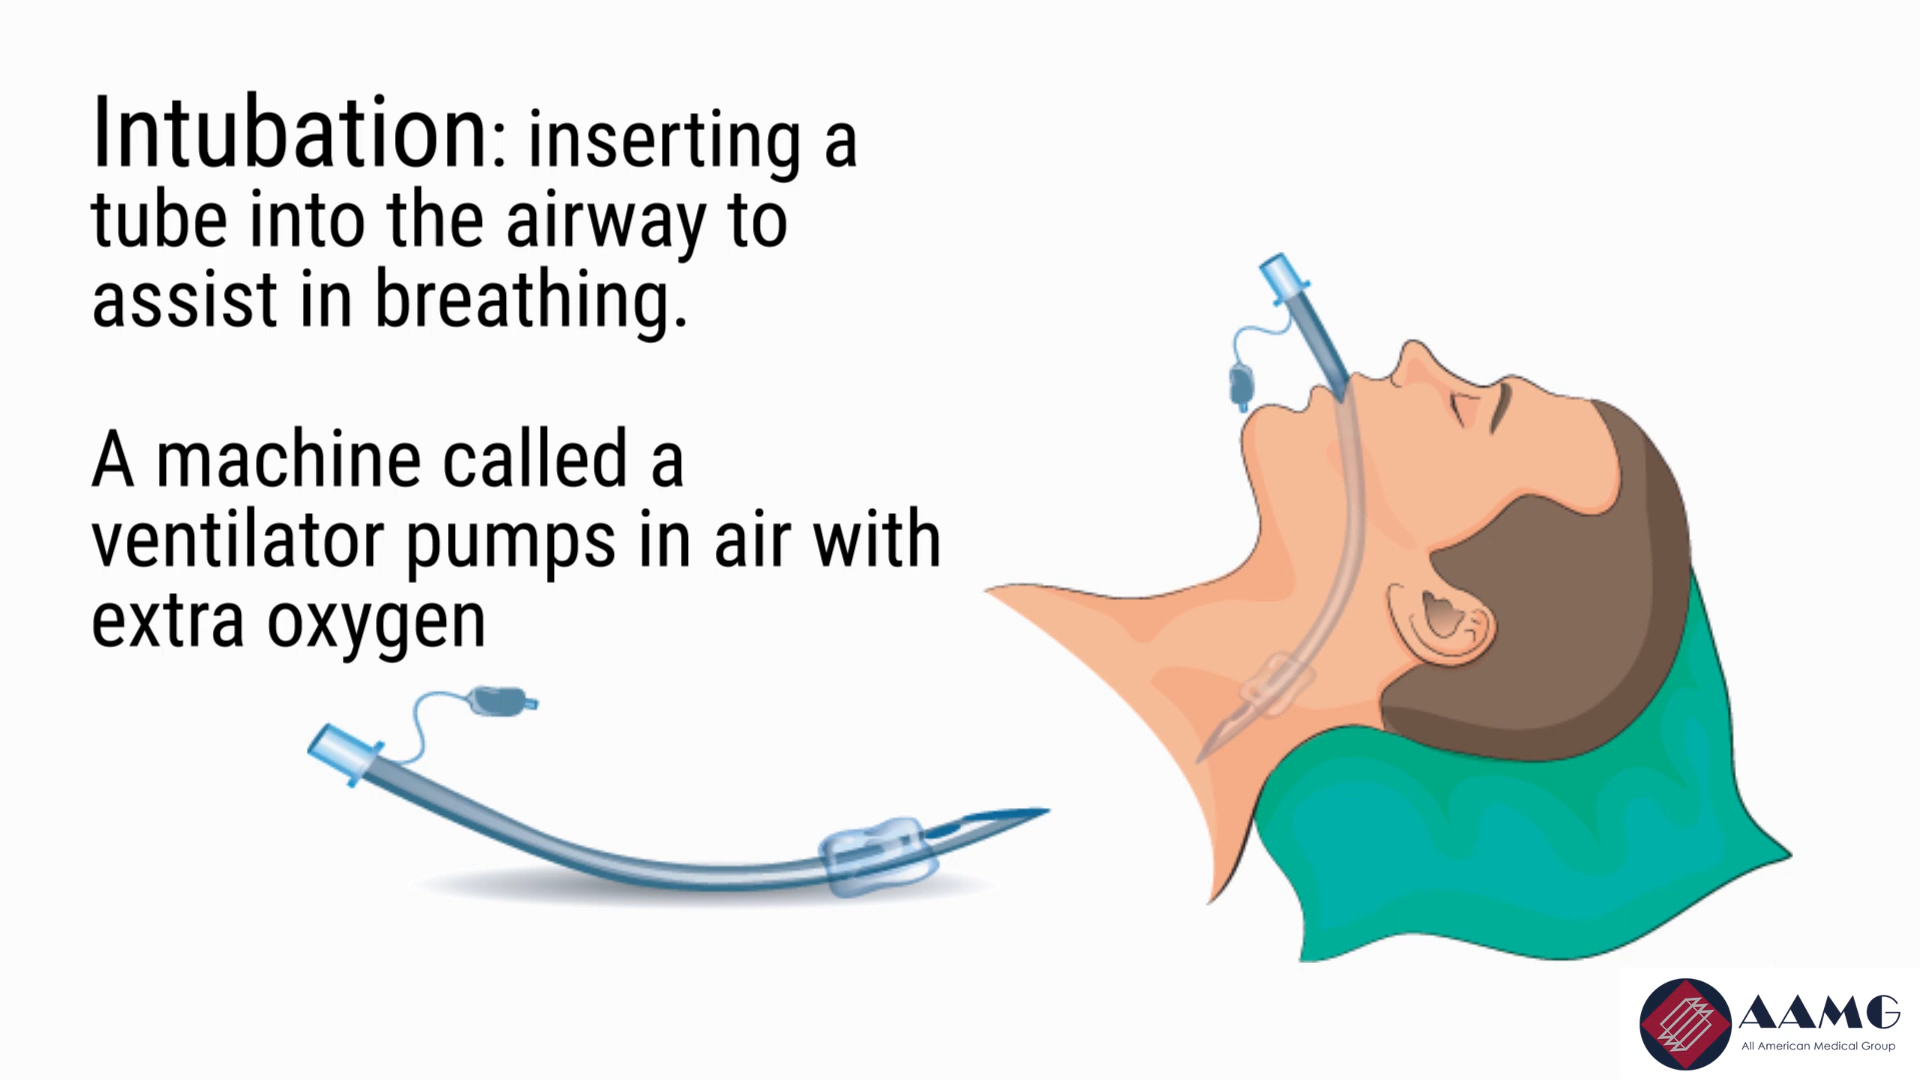 Intubation: inserting a
tube into the airway to
assist in breathing.
A machine called a
ventilator pumps in air with
extra oxygen
AAMG
All American Medical Group